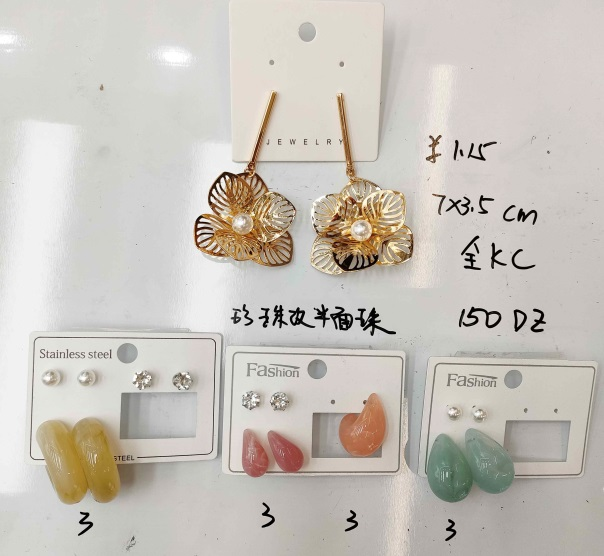 JEWELRY
¥ 1.15
7X3.5 cm
全KC
珍珠改半面珠
150 DZ
Stainless steel
STEEL
Fashion
Fashion
3
3
3
3